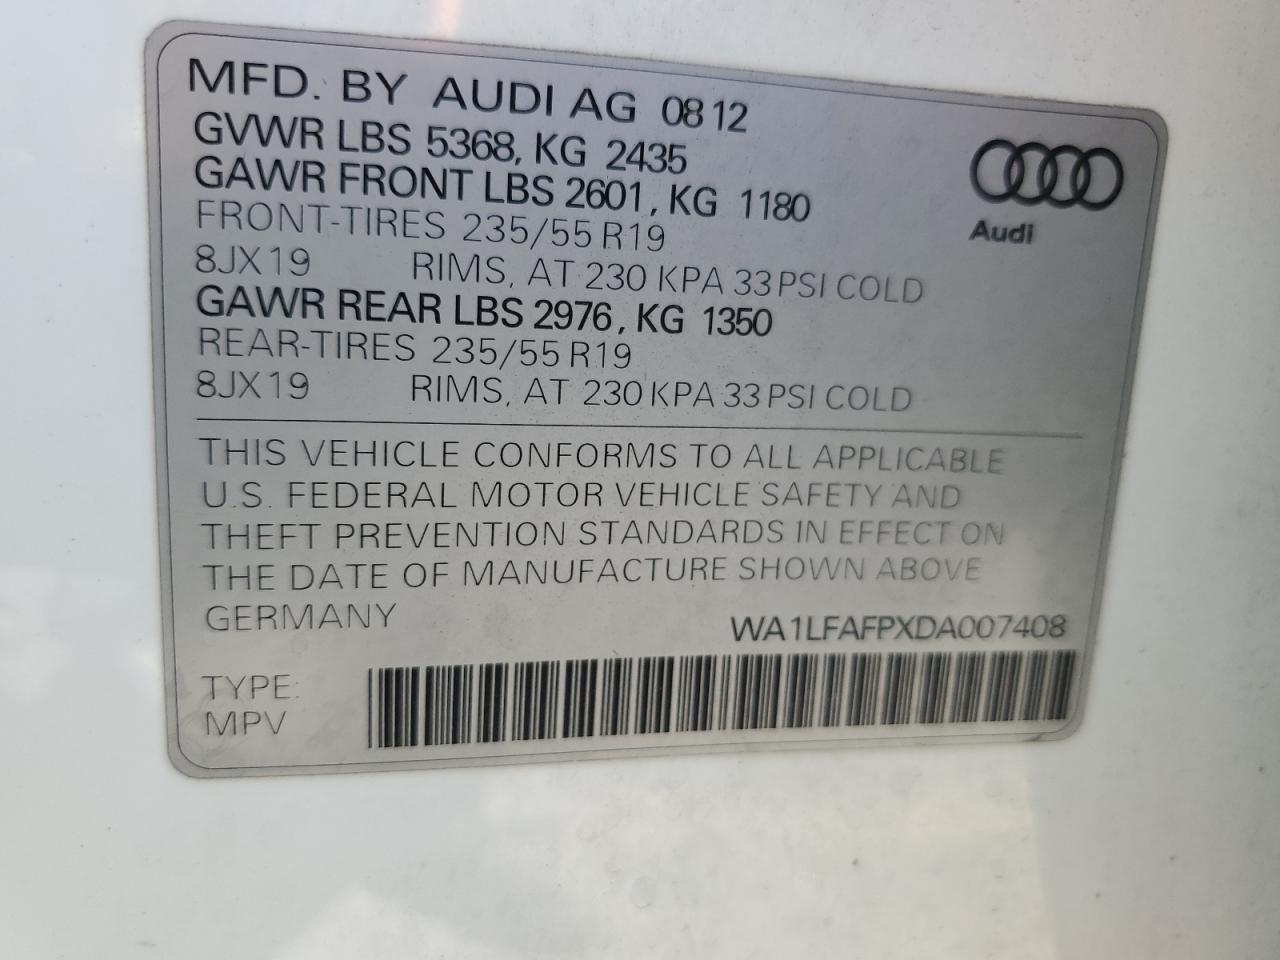 MFD. BY AUDI AG 0812
GVWR LBS 5368, KG 2435
GAWR FRONT LBS 2601, KG 1180
FRONT-TIRES 235/55 R19
8JX19 RIMS, AT 230 KPA 33 PSI COLD
GAWR REAR LBS 2976, KG 1350
REAR-TIRES 235/55 R19
8JX19 RIMS, AT 230 KPA 33 PSI COLD
Audi
THIS VEHICLE CONFORMS TO ALL APPLICABLE
U.S. FEDERAL MOTOR VEHICLE SAFETY AND
THEFT PREVENTION STANDARDS IN EFFECT ON
THE DATE OF MANUFACTURE SHOWN ABOVE
GERMANY
WA1LFAFPXDA007408
TYPE:
MPV